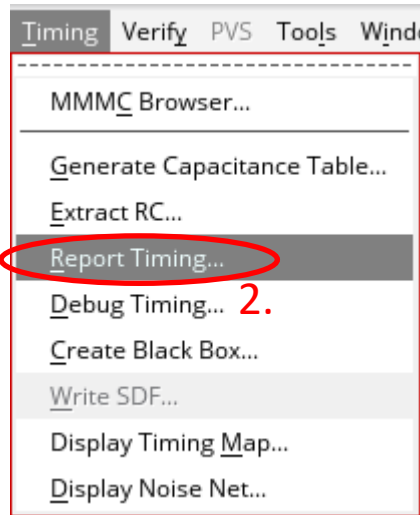 Timing Verify PVS Tools
MMMC Browser...
Generate Capacitance Table...
Extract RC...
Report Timing...
Debug Timing... 2.
Create Black Box...
Write SDF...
Display Timing Map...
Display Noise Net...